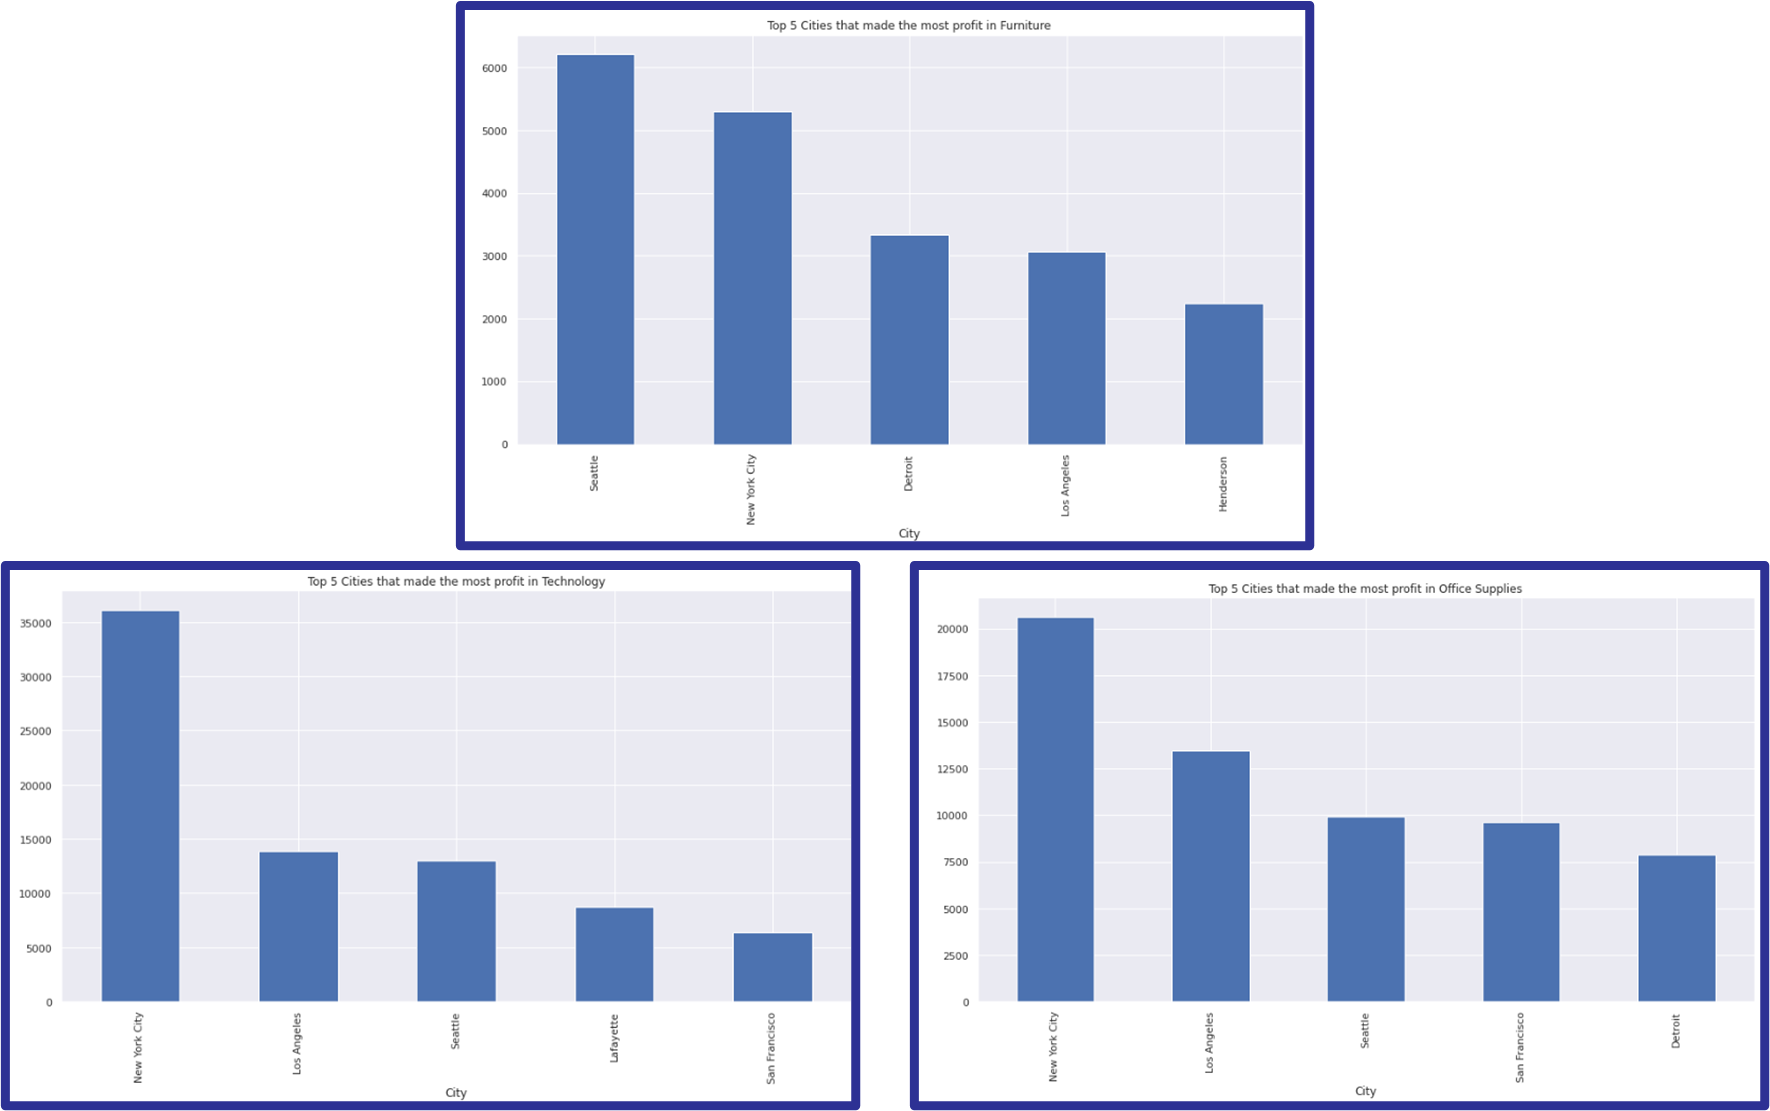 Top 5 Cities that made the most profit in Furniture
6000
5000
4000
3000
2000
1000
0
Seattle
New York City
Detroit
Los Angeles
Henderson
City
Top 5 Cities that made the most profit in Technology
35000
30000
25000
20000
15000
10000
5000
0
New York City
Los Angeles
Seattle
Lafayette
San Francisco
City
Top 5 Cities that made the most profit in Office Supplies
20000
17500
15000
12500
10000
7500
5000
2500
0
New York City
Los Angeles
Seattle
San Francisco
Detroit
City